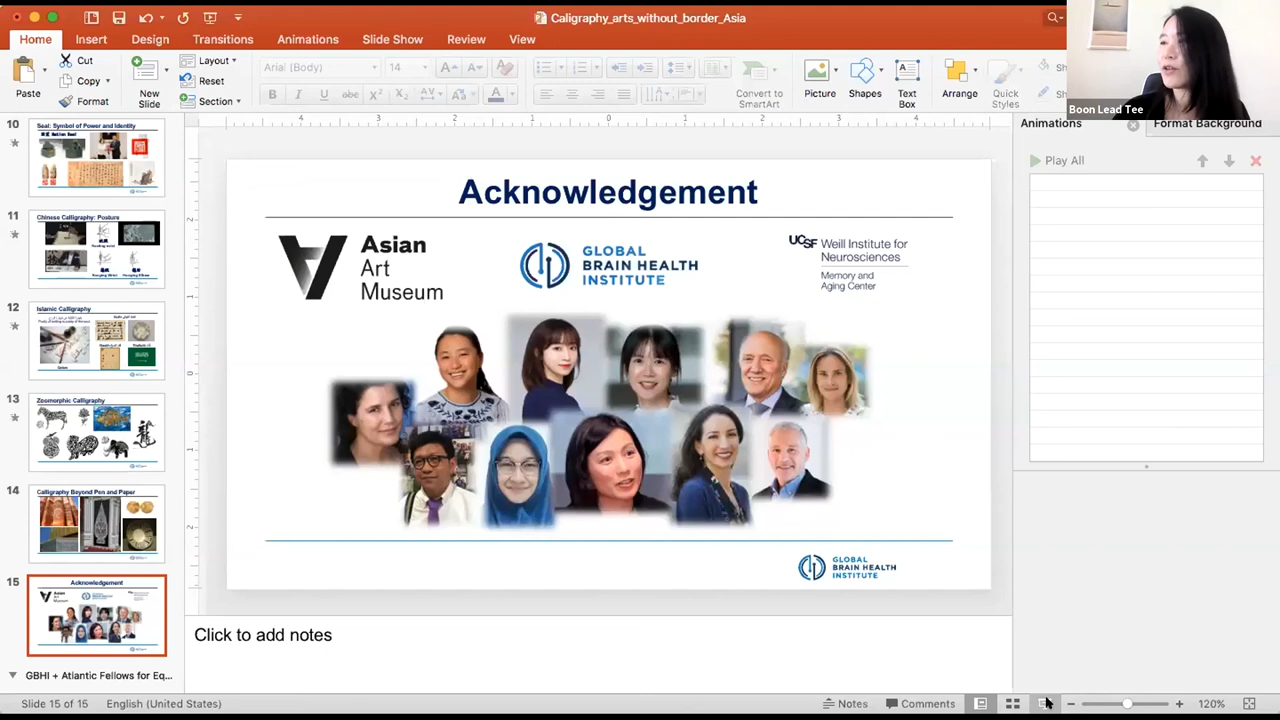 Caligraphy_arts_without_border_Asia
Home Insert Design Transitions Animations Slide Show Review View
Paste
Cut
Copy
Format
New Slide
Layout
Reset
Section
Arial (Body) 14
Convert to SmartArt
Picture
Shapes
Text Box
Arrange
Quick Styles
Boon Lead Tee
Animations
Format Background
Play All
10
Seal: Symbol of Power and Identity
11
Chinese Calligraphy: Posture
12
Islamic Calligraphy
13
Zoomorphic Calligraphy
14
Calligraphy Beyond Pen and Paper
15
Acknowledgement
GBHI + Atlantic Fellows for Eq...
Acknowledgement
Asian
Art
Museum
GLOBAL
BRAIN HEALTH
INSTITUTE
UCSF Weill Institute for
Neurosciences
Memory and
Aging Center
GLOBAL
BRAIN HEALTH
INSTITUTE
Click to add notes
Slide 15 of 15 English (United States) Notes Comments 120%